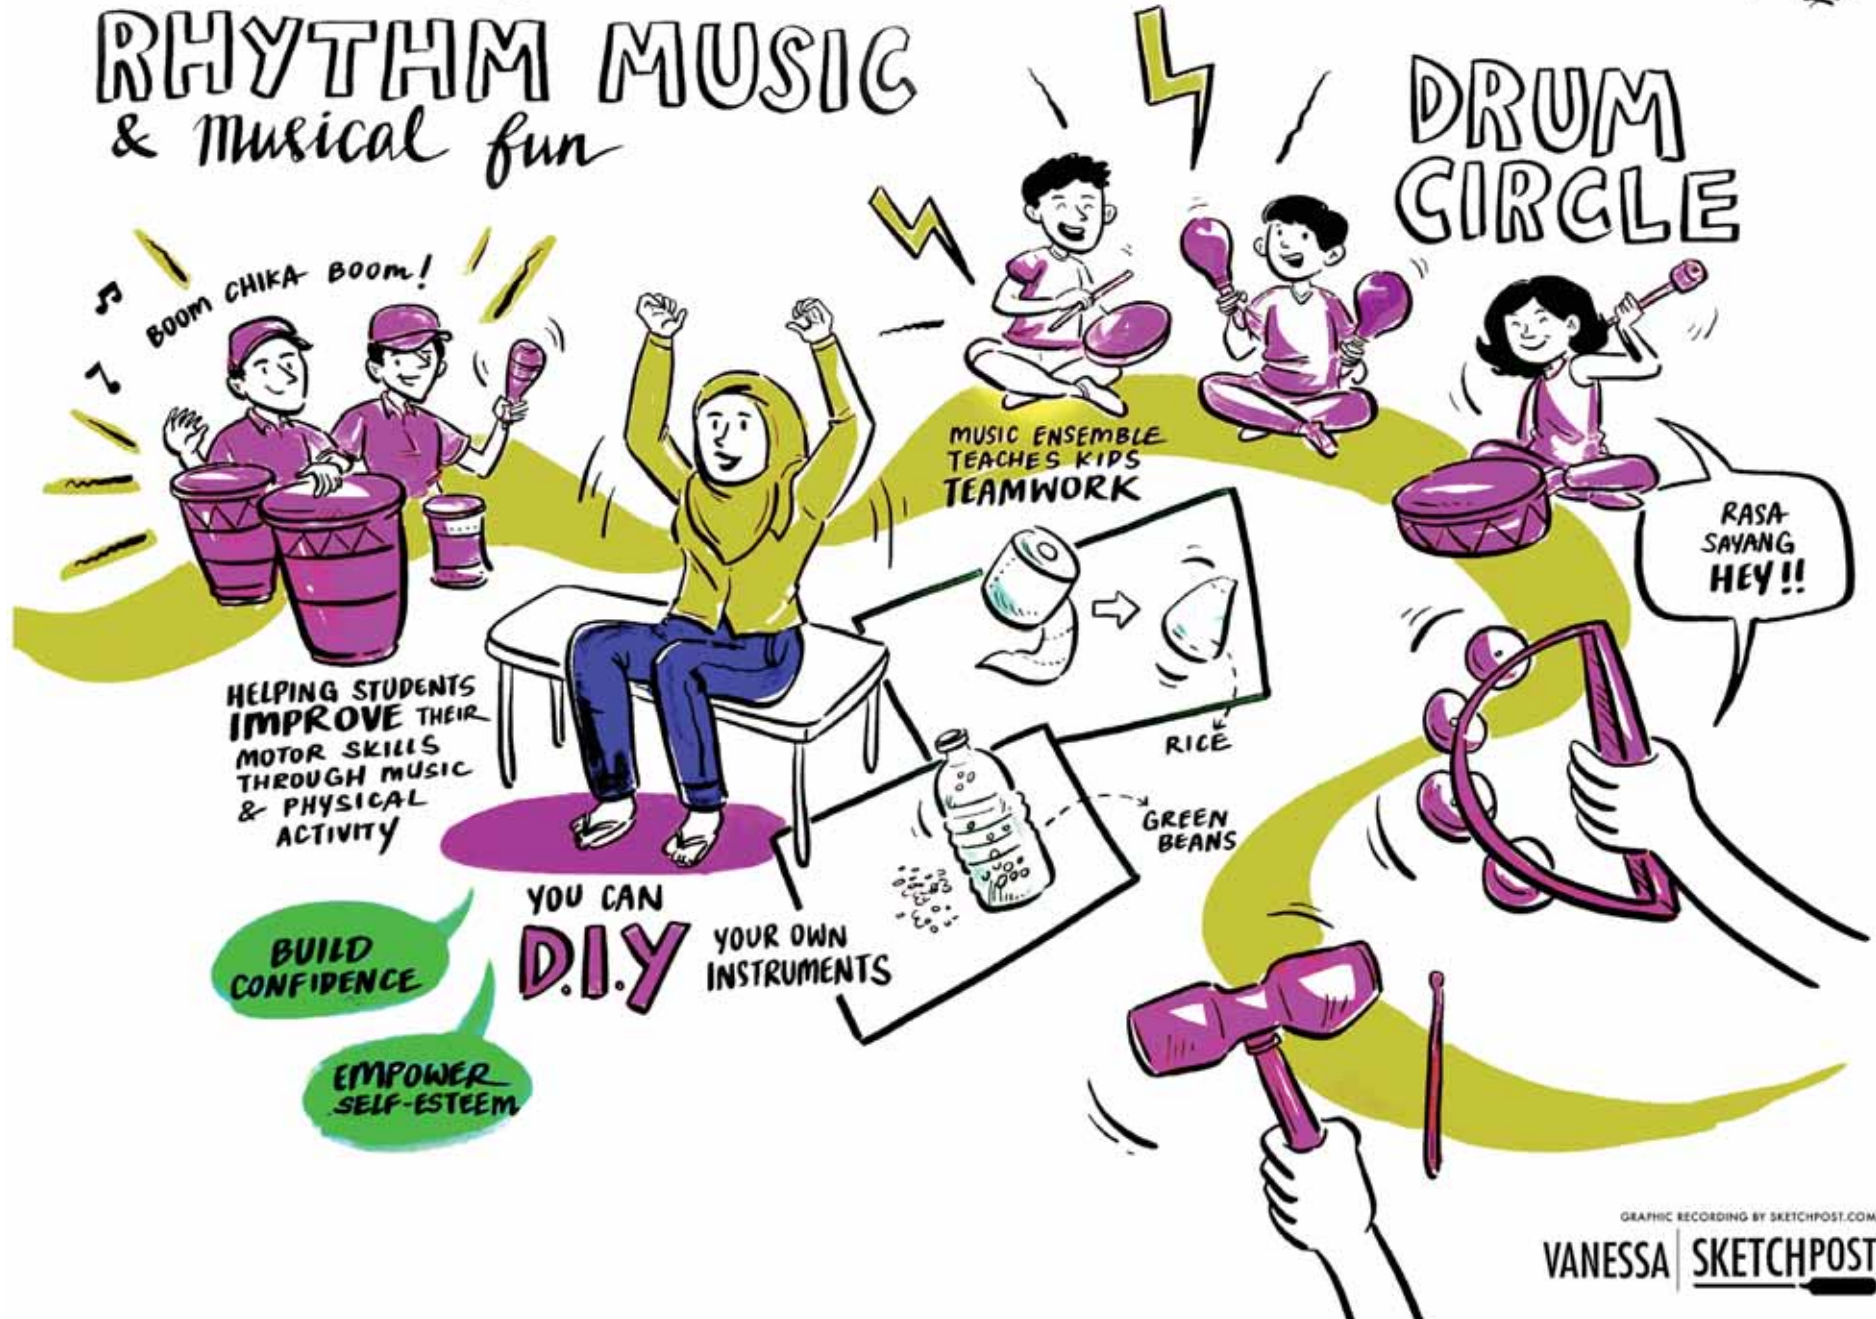 RHYTHM MUSIC
& musical fun
DRUM
CIRCLE
BOOM CHIKA BOOM!
MUSIC ENSEMBLE
TEACHES KIDS
TEAMWORK
RASA
SAYANG
HEY!!
HELPING STUDENTS
IMPROVE THEIR
MOTOR SKILLS
THROUGH MUSIC
& PHYSICAL
ACTIVITY
RICE
GREEN
BEANS
YOU CAN
D.I.Y
YOUR OWN
INSTRUMENTS
BUILD
CONFIDENCE
EMPOWER
SELF-ESTEEM
GRAPHIC RECORDING BY SKETCHPOST.COM
VANESSA SKETCHPOST